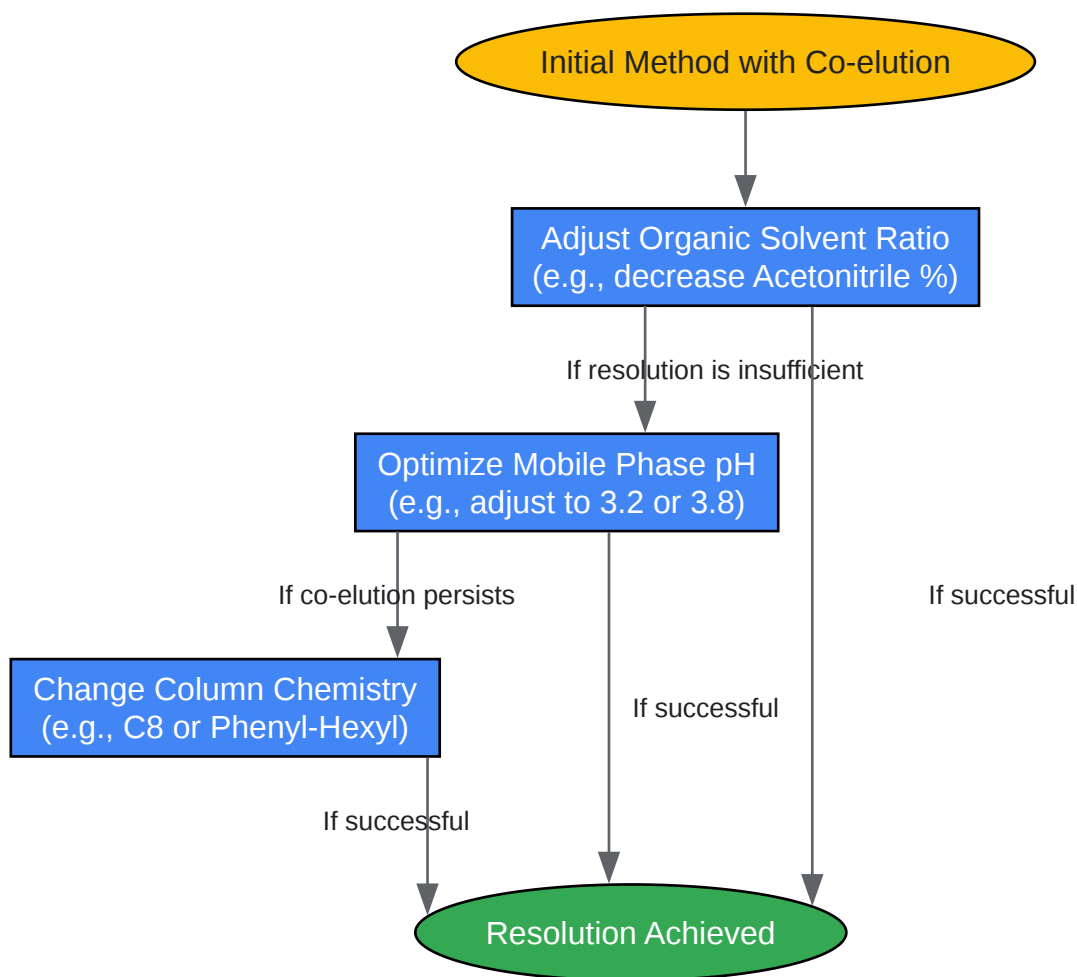 Initial Method with Co-elution
Adjust Organic Solvent Ratio
(e.g., decrease Acetonitrile %)
If resolution is insufficient
Optimize Mobile Phase pH
(e.g., adjust to 3.2 or 3.8)
If co-elution persists
If successful
Change Column Chemistry
(e.g., C8 or Phenyl-Hexyl)
If successful
If successful
Resolution Achieved